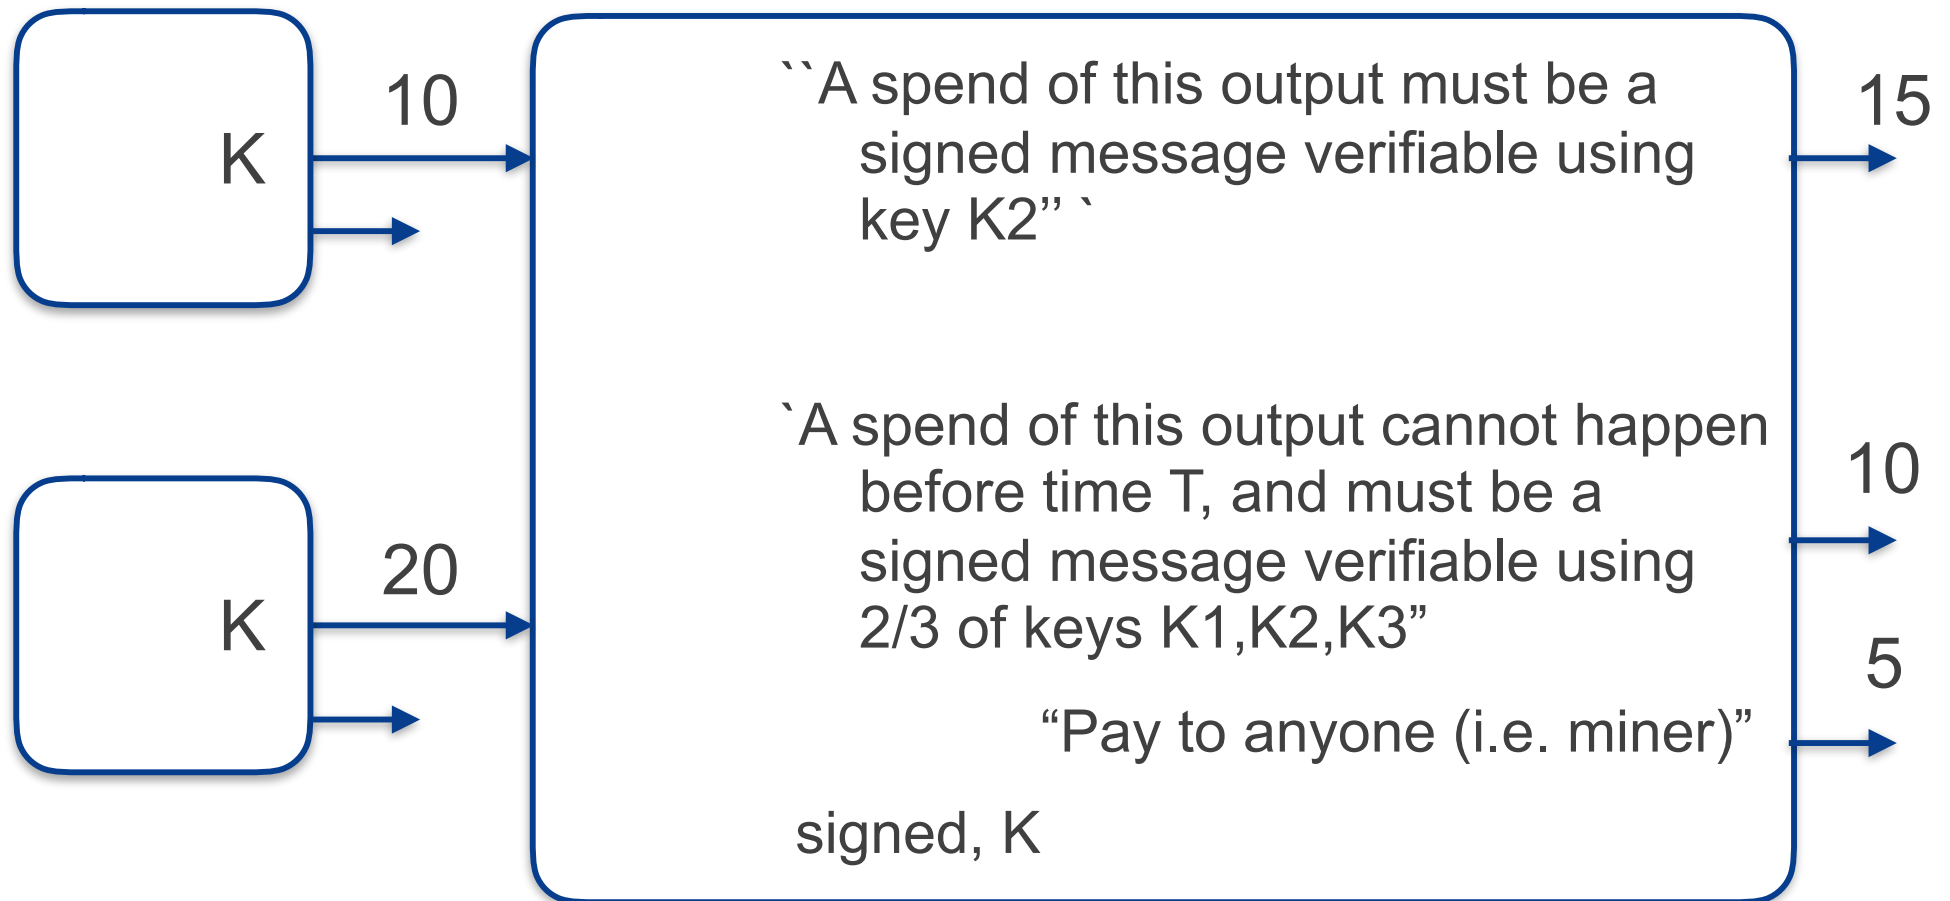 K
10
``A spend of this output must be a
signed message verifiable using
key K2’’ `
15
`A spend of this output cannot happen
before time T, and must be a
signed message verifiable using
2/3 of keys K1,K2,K3”
10
K
20
“Pay to anyone (i.e. miner)”
5
signed, K